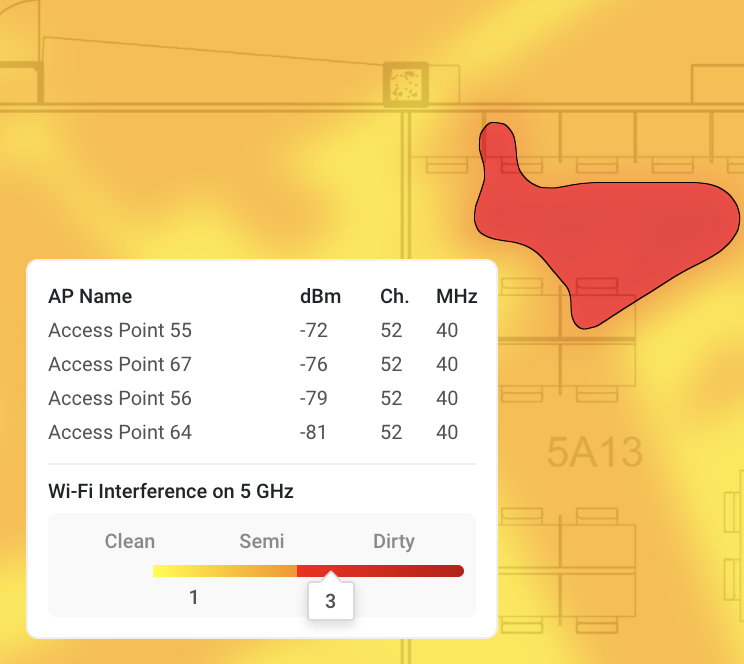 AP Name dBm Ch. MHz
Access Point 55 -72 52 40
Access Point 67 -76 52 40
Access Point 56 -79 52 40
Access Point 64 -81 52 40
Wi-Fi Interference on 5 GHz
Clean Semi Dirty
1 3
5A13